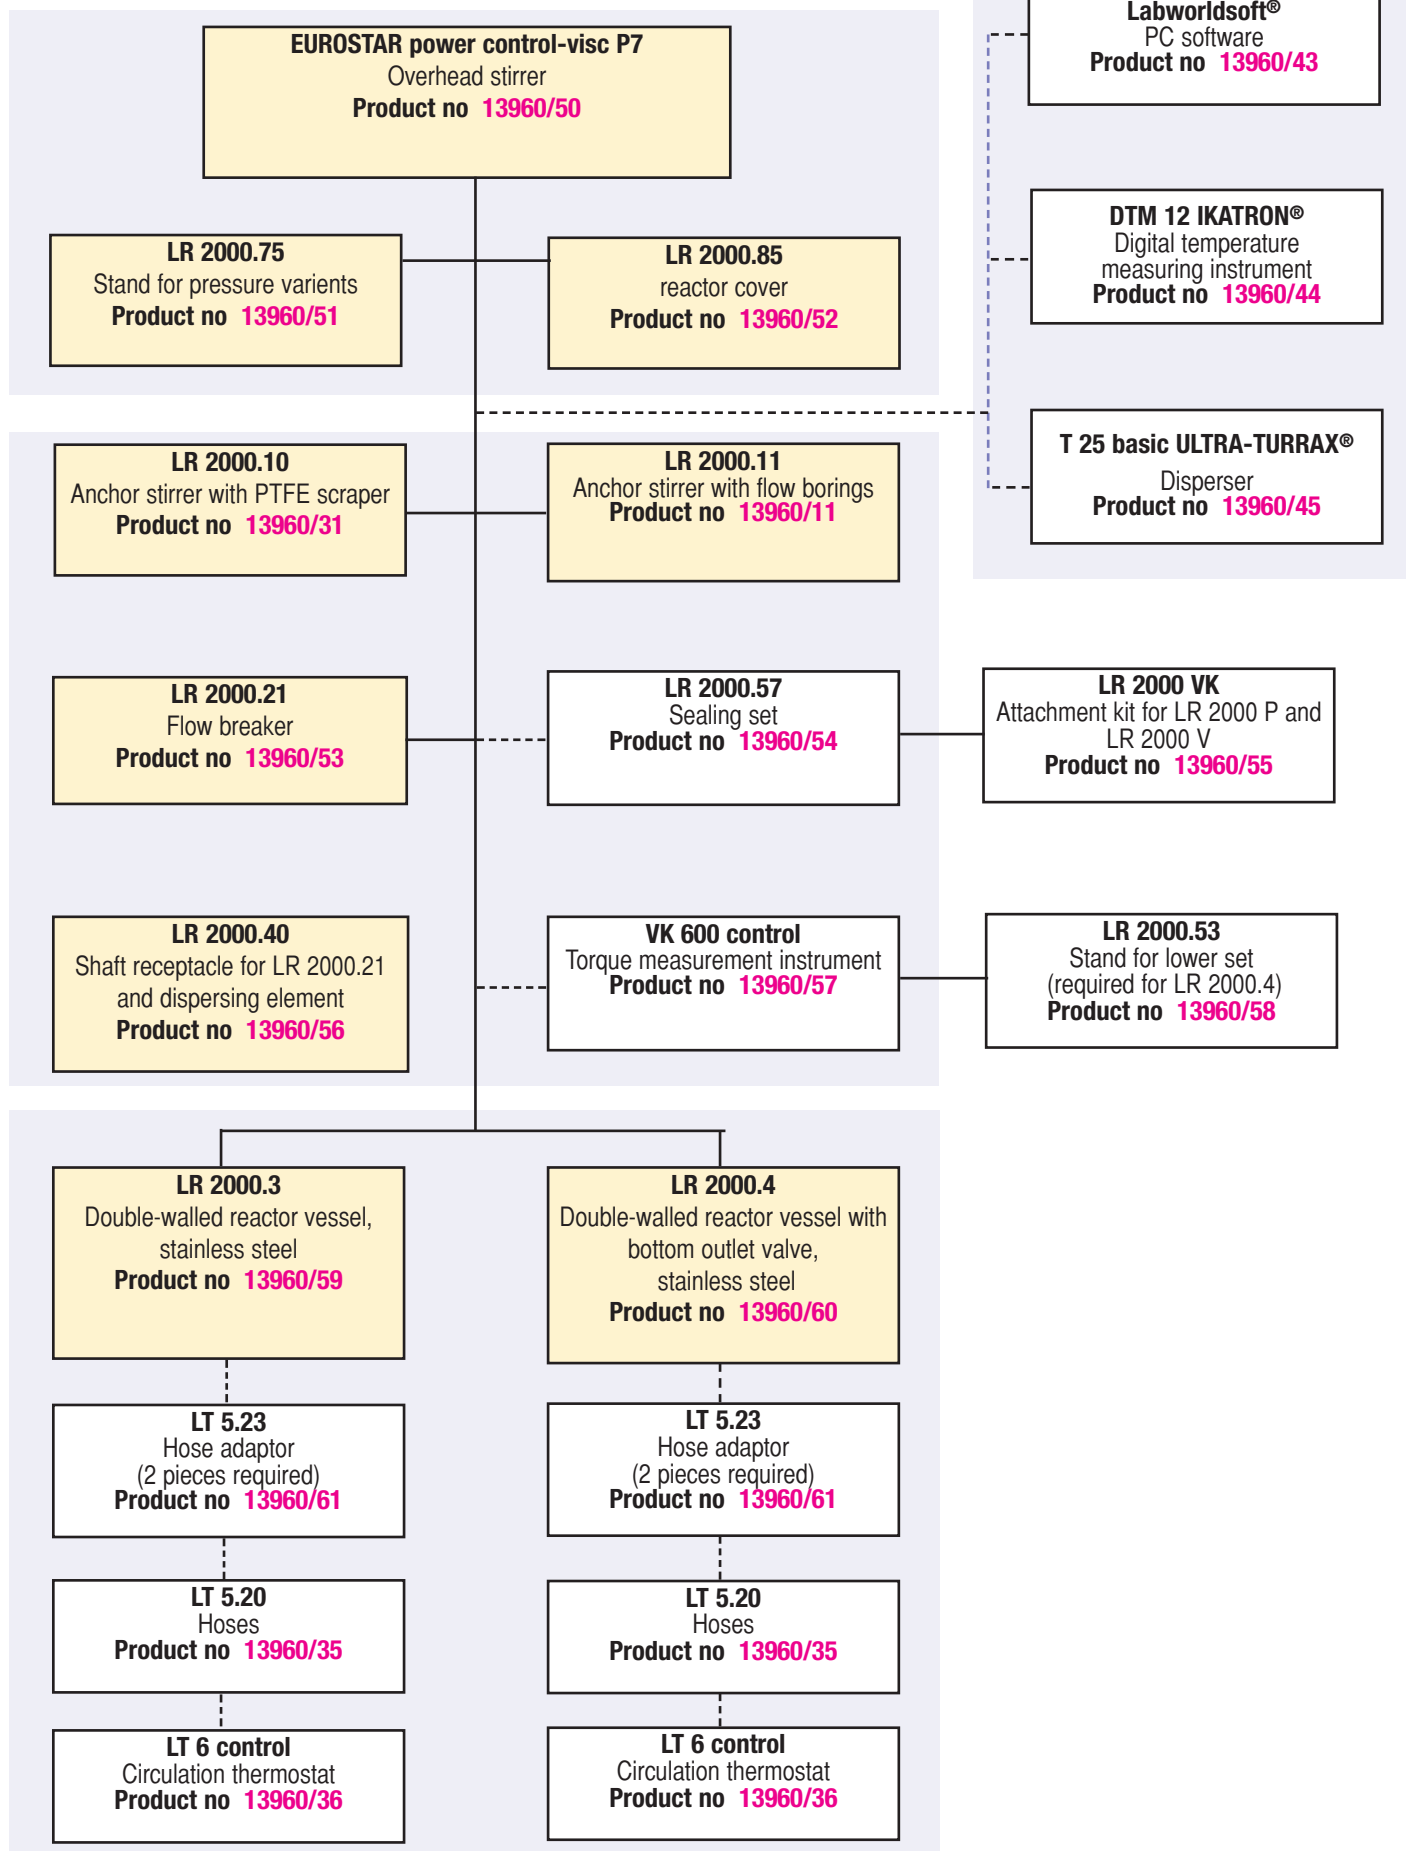 EUROSTAR power control-visc P7
Overhead stirrer
Product no 13960/50
Labworldsoft®
PC software
Product no 13960/43
LR 2000.75
Stand for pressure varients
Product no 13960/51
LR 2000.85
reactor cover
Product no 13960/52
DTM 12 IKATRON®
Digital temperature
measuring instrument
Product no 13960/44
LR 2000.10
Anchor stirrer with PTFE scraper
Product no 13960/31
LR 2000.11
Anchor stirrer with flow borings
Product no 13960/11
T 25 basic ULTRA-TURRAX®
Disperser
Product no 13960/45
LR 2000.21
Flow breaker
Product no 13960/53
LR 2000.57
Sealing set
Product no 13960/54
LR 2000 VK
Attachment kit for LR 2000 P and
LR 2000 V
Product no 13960/55
LR 2000.40
Shaft receptacle for LR 2000.21
and dispersing element
Product no 13960/56
VK 600 control
Torque measurement instrument
Product no 13960/57
LR 2000.53
Stand for lower set
(required for LR 2000.4)
Product no 13960/58
LR 2000.3
Double-walled reactor vessel,
stainless steel
Product no 13960/59
LR 2000.4
Double-walled reactor vessel with
bottom outlet valve,
stainless steel
Product no 13960/60
LT 5.23
Hose adaptor
(2 pieces required)
Product no 13960/61
LT 5.23
Hose adaptor
(2 pieces required)
Product no 13960/61
LT 5.20
Hoses
Product no 13960/35
LT 5.20
Hoses
Product no 13960/35
LT 6 control
Circulation thermostat
Product no 13960/36
LT 6 control
Circulation thermostat
Product no 13960/36